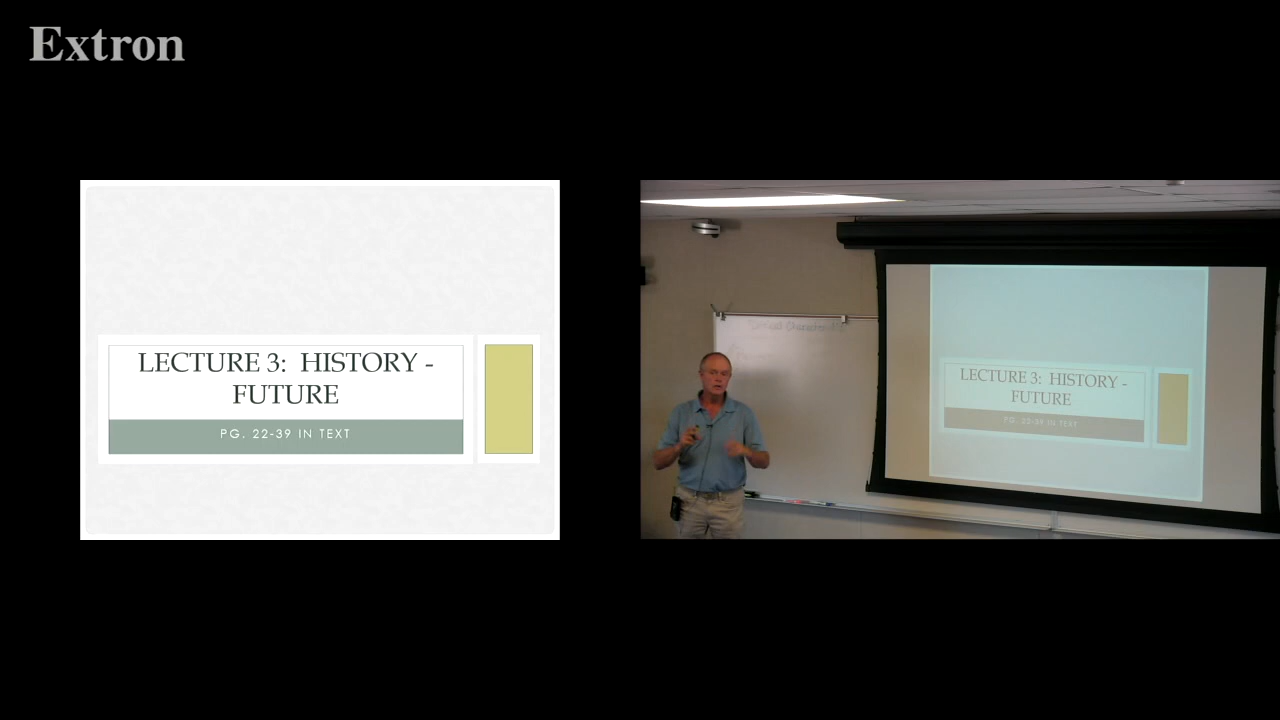 Extron
LECTURE 3: HISTORY -
FUTURE
PG. 22-39 IN TEXT
LECTURE 3: HISTORY -
FUTURE
PG. 22-39 IN TEXT